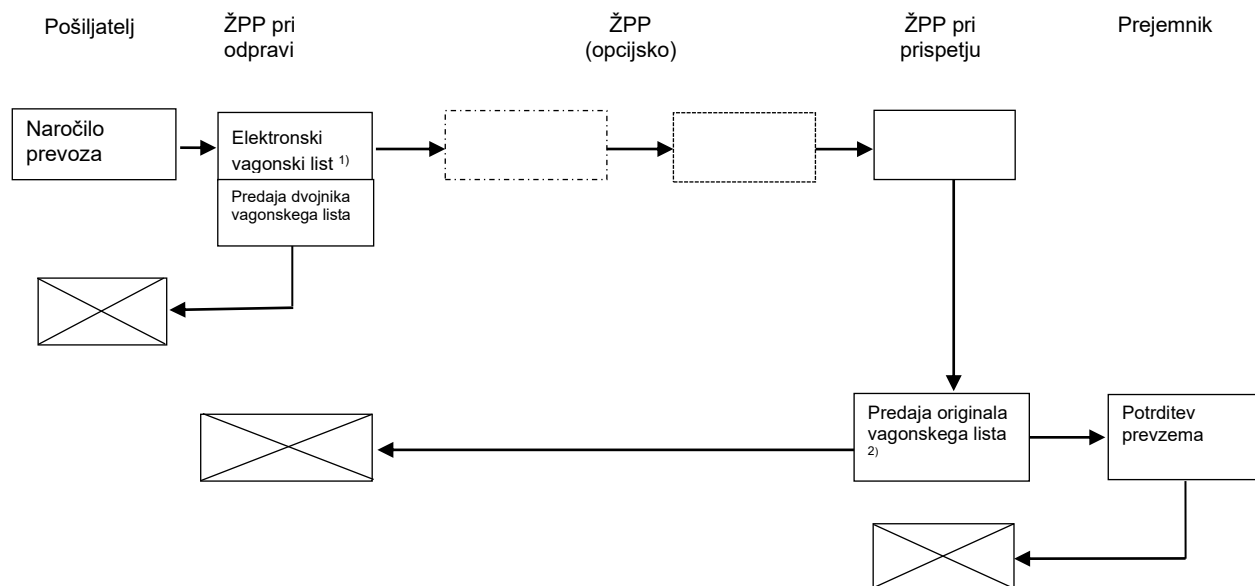 Pošiljatelj
ŽPP pri
odpravi
ŽPP
(opcijsko)
ŽPP pri
prispetju
Prejemnik
Naročilo
prevoza
Elektronski
vagonski list 1)
Predaja dvojnika
vagonskega lista
Predaja originala
vagonskega lista
2)
Potrditev
prevzema